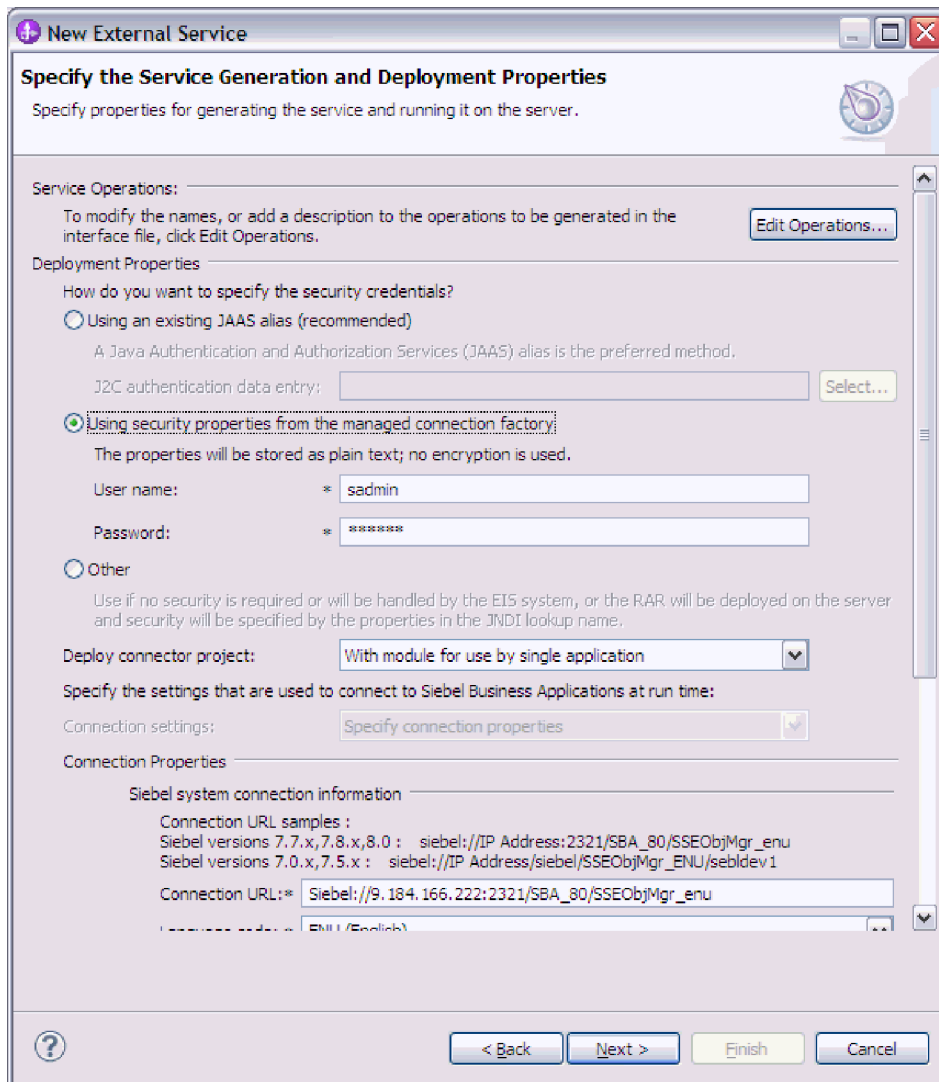 New External Service
Specify the Service Generation and Deployment Properties
Specify properties for generating the service and running it on the server.
Service Operations:
To modify the names, or add a description to the operations to be generated in the
interface file, click Edit Operations.
Edit Operations...
Deployment Properties
How do you want to specify the security credentials?
Using an existing JAAS alias (recommended)
A Java Authentication and Authorization Services (JAAS) alias is the preferred method.
J2C authentication data entry:
Select...
Using security properties from the managed connection factory
The properties will be stored as plain text; no encryption is used.
User name: * sadmin
Password: * ******
Other
Use if no security is required or will be handled by the EIS system, or the RAR will be deployed on the server
and security will be specified by the properties in the JNDI lookup name.
Deploy connector project: With module for use by single application
Specify the settings that are used to connect to Siebel Business Applications at run time:
Connection settings: Specify connection properties
Connection Properties
Siebel system connection information
Connection URL samples :
Siebel versions 7.7.x,7.8.x,8.0 : siebel://IP Address:2321/SBA_80/SSEObjMgr_enu
Siebel versions 7.0.x,7.5.x : siebel://IP Address/siebel/SSEObjMgr_ENU/sebldev1
Connection URL:* Siebel://9.184.166.222:2321/SBA_80/SSEObjMgr_enu
Language code: * ENU (English)
? < Back Next > Finish Cancel